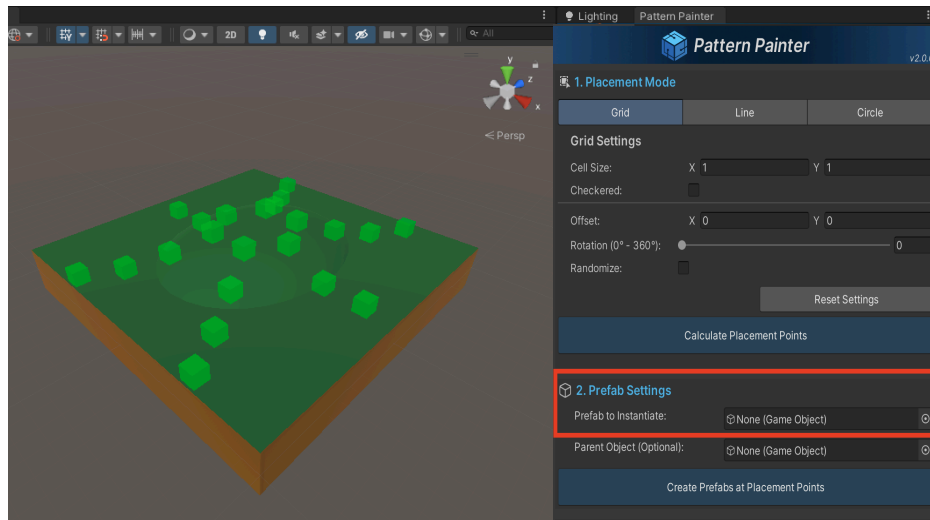 Lighting Pattern Painter
2D
All
Pattern Painter
v2.0.
y
z
x
Persp
1. Placement Mode
Grid Line Circle
Grid Settings
Cell Size: X 1 Y 1
Checkered:
Offset: X 0 Y 0
Rotation (0° - 360°): 0
Randomize:
Reset Settings
Calculate Placement Points
2. Prefab Settings
Prefab to Instantiate: None (Game Object)
Parent Object (Optional): None (Game Object)
Create Prefabs at Placement Points